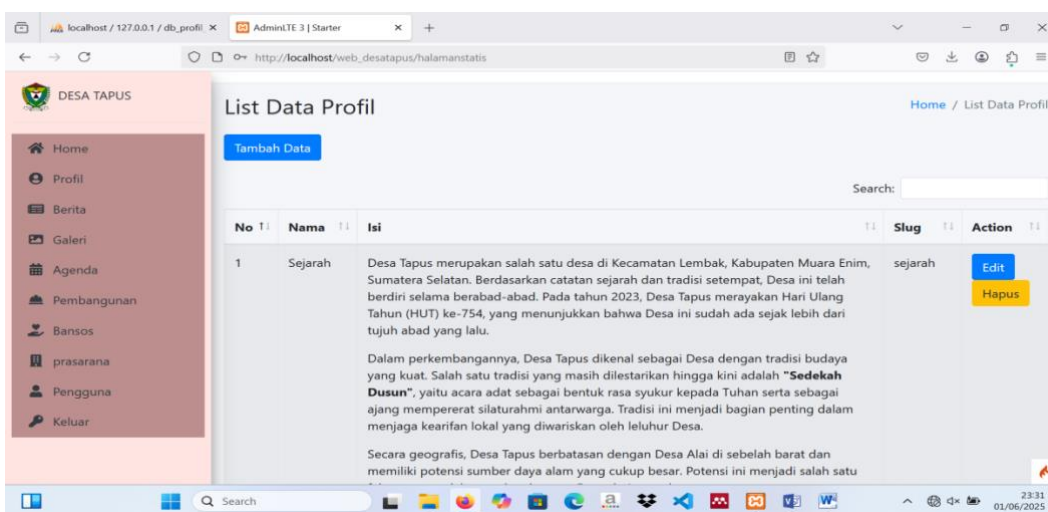 localhost / 127.0.0.1 / db_profil
AdminLTE 3 | Starter
http://localhost/web_desatapus/halamanstatis
DESA TAPUS
Home
Profil
Berita
Galeri
Agenda
Pembangunan
Bansos
prasarana
Pengguna
Keluar
List Data Profil
Home / List Data Profil
Tambah Data
Search:
No Nama Isi Slug Action
1 Sejarah Desa Tapus merupakan salah satu desa di Kecamatan Lembak, Kabupaten Muara Enim, sejarah Edit
Sumatera Selatan. Berdasarkan catatan sejarah dan tradisi setempat, Desa ini telah
berdiri selama berabad-abad. Pada tahun 2023, Desa Tapus merayakan Hari Ulang Hapus
Tahun (HUT) ke-754, yang menunjukkan bahwa Desa ini sudah ada sejak lebih dari
tujuh abad yang lalu.
Dalam perkembangannya, Desa Tapus dikenal sebagai Desa dengan tradisi budaya
yang kuat. Salah satu tradisi yang masih dilestarikan hingga kini adalah "Sedekah
Dusun", yaitu acara adat sebagai bentuk rasa syukur kepada Tuhan serta sebagai
ajang mempererat silaturahmi antarwarga. Tradisi ini menjadi bagian penting dalam
menjaga kearifan lokal yang diwariskan oleh leluhur Desa.
Secara geografis, Desa Tapus berbatasan dengan Desa Alai di sebelah barat dan
memiliki potensi sumber daya alam yang cukup besar. Potensi ini menjadi salah satu
Search
23:31
01/06/2025